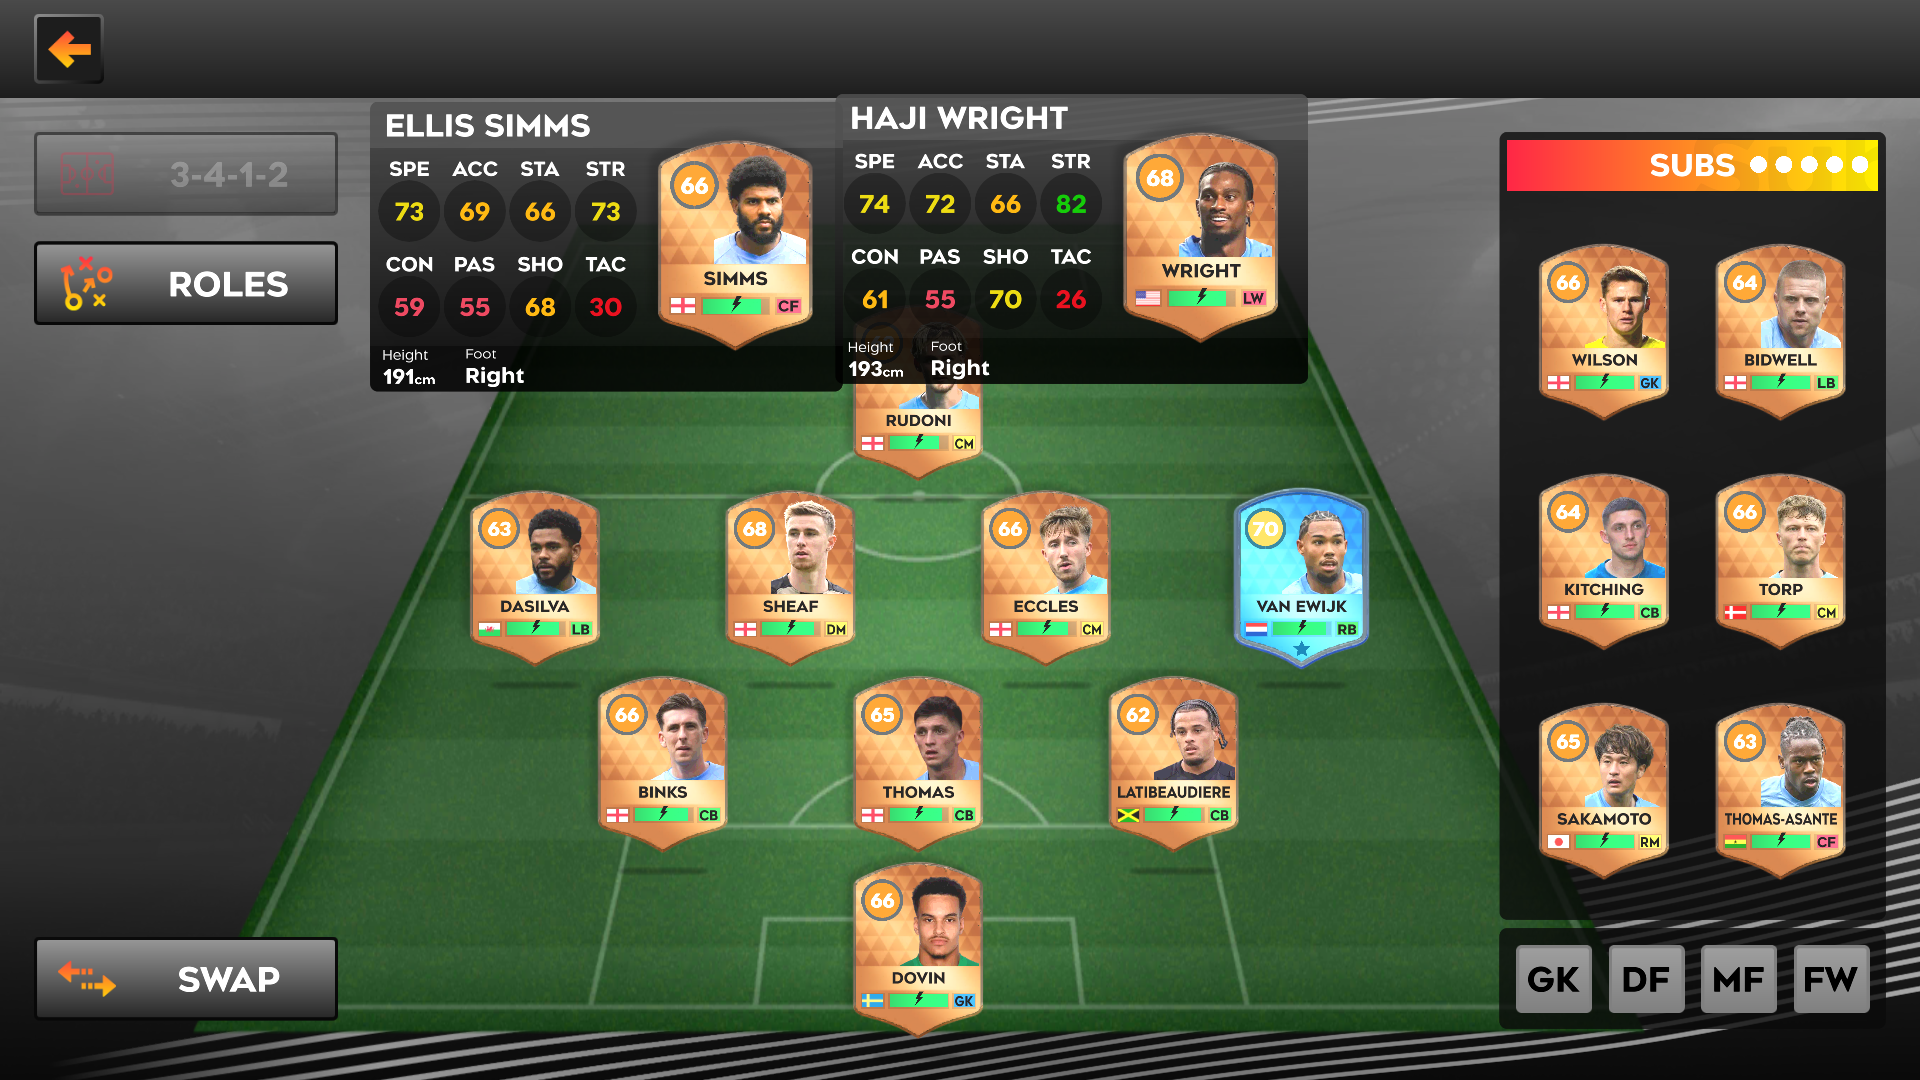 3-4-1-2
ROLES
ELLIS SIMMS
SPE ACC STA STR
73 69 66 73
CON PAS SHO TAC
59 55 68 30
Height Foot
191cm Right
66
SIMMS
CF
HAJI WRIGHT
SPE ACC STA STR
74 72 66 82
CON PAS SHO TAC
61 55 70 26
Height Foot
193cm Right
68
WRIGHT
LW
RUDONI
CM
63
DASILVA
LB
68
SHEAF
DM
66
ECCLES
CM
70
VAN EWIJK
RB
66
BINKS
CB
65
THOMAS
CB
62
LATIBEAUDIERE
CB
66
DOVIN
GK
SUBS
66
WILSON
GK
64
BIDWELL
LB
64
KITCHING
CB
66
TORP
CM
65
SAKAMOTO
RM
63
THOMAS-ASANTE
CF
SWAP
GK DF MF FW